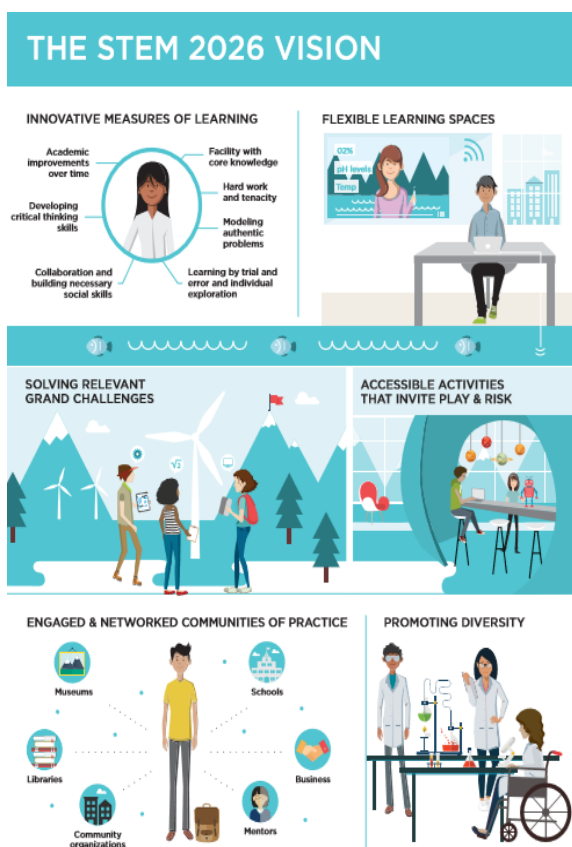 THE STEM 2026 VISION
INNOVATIVE MEASURES OF LEARNING
Academic
improvements
over time
Developing
critical thinking
skills
Collaboration and
building necessary
social skills
Facility with
core knowledge
Hard work
and tenacity
Modeling
authentic
problems
Learning by trial and
error and individual
exploration
FLEXIBLE LEARNING SPACES
02%
pH levels
Temp
SOLVING RELEVANT
GRAND CHALLENGES
√2
ACCESSIBLE ACTIVITIES
THAT INVITE PLAY & RISK
ENGAGED & NETWORKED COMMUNITIES OF PRACTICE
Museums
Schools
Libraries
Business
Community
organizations
Mentors
PROMOTING DIVERSITY